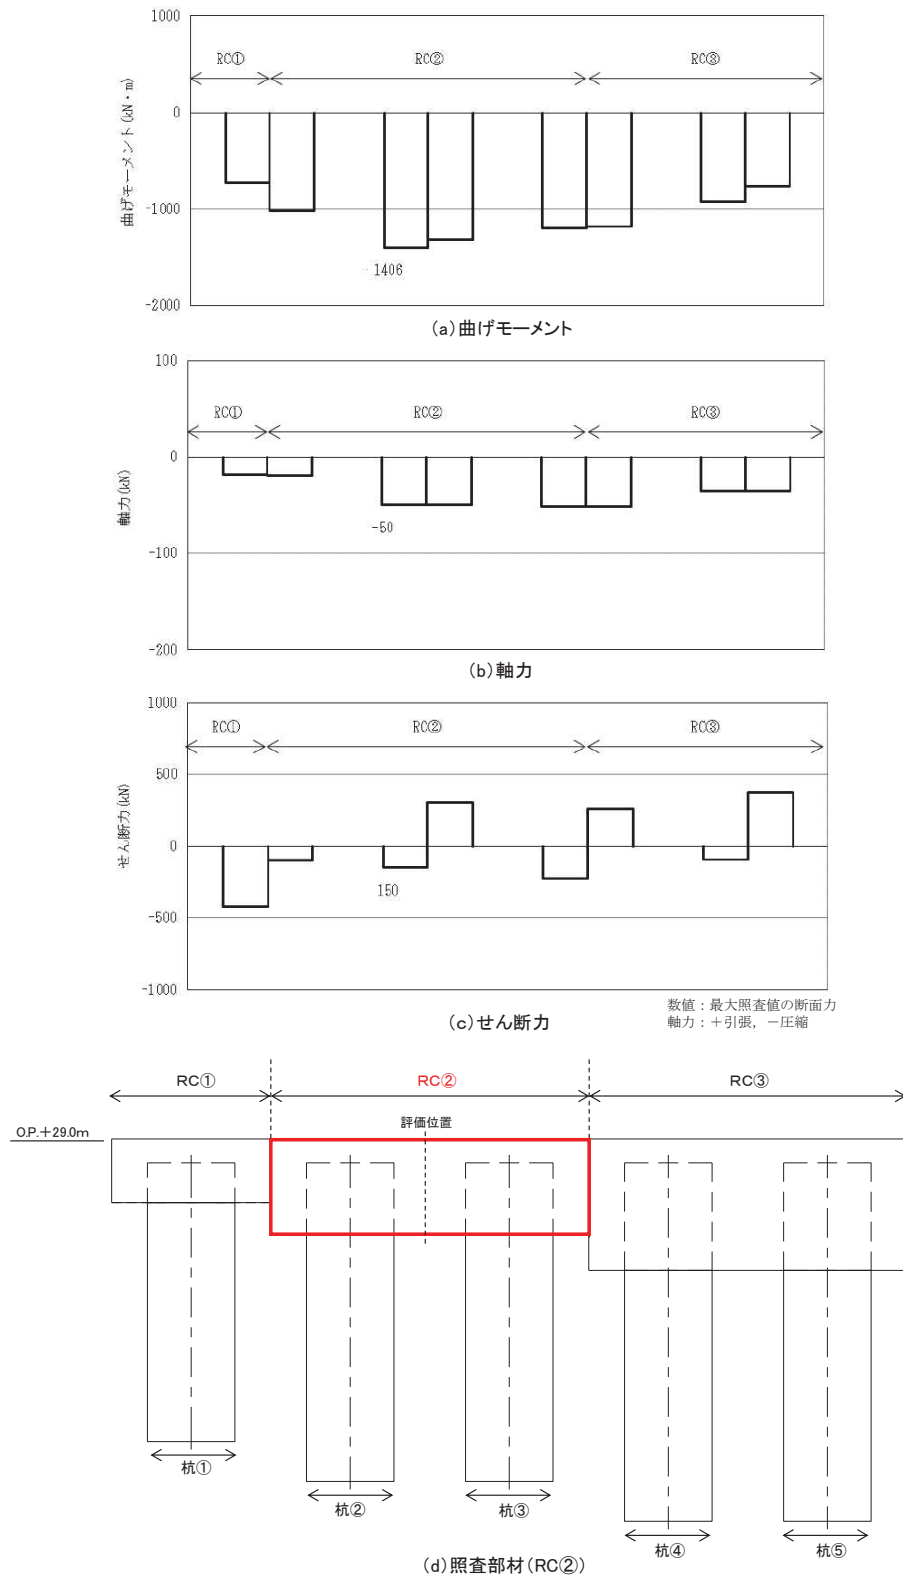 1000
RC①
RC②
RC③
0
-1000
-2000
曲げモーメント(kN・m)
-1406
(a)曲げモーメント
100
RC①
RC②
RC③
0
-50
-100
-200
軸力(kN)
(b)軸力
1000
RC①
RC②
RC③
500
0
150
-500
-1000
せん断力(kN)
数値：最大照査値の断面力
軸力：＋引張，－圧縮
(c)せん断力
RC①
RC②
RC③
評価位置
O.P.＋29.0m
杭①
杭②
杭③
杭④
杭⑤
(d)照査部材(RC②)